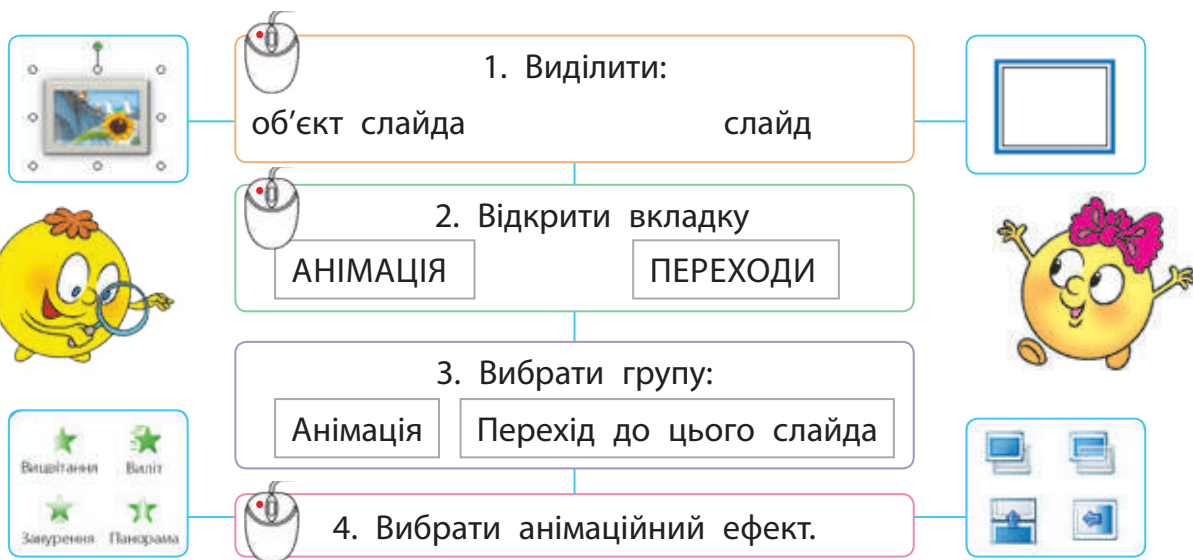 1. Виділити:
об’єкт слайда слайд
2. Відкрити вкладку
АНІМАЦІЯ ПЕРЕХОДИ
3. Вибрати групу:
Анімація Перехід до цього слайда
Вицвітання Виліт
Занурення Панорама
4. Вибрати анімаційний ефект.